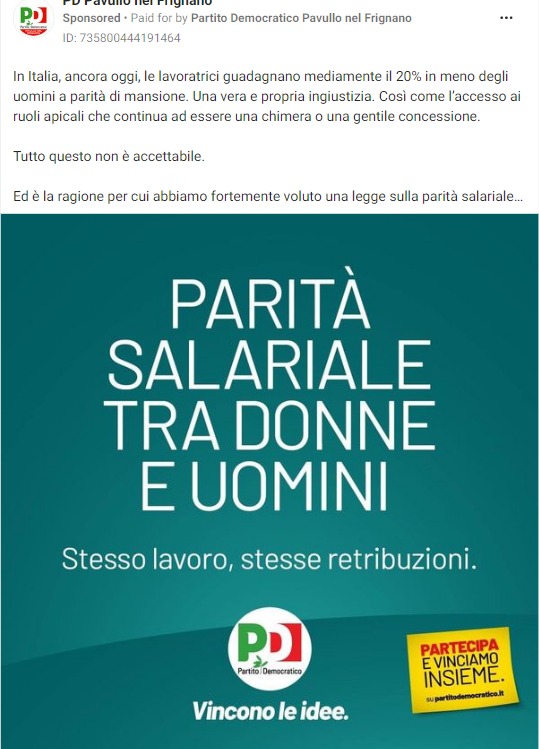 PD Pavullo nel Frignano
Sponsored • Paid for by Partito Democratico Pavullo nel Frignano
ID: 735800444191464
In Italia, ancora oggi, le lavoratrici guadagnano mediamente il 20% in meno degli
uomini a parità di mansione. Una vera e propria ingiustizia. Così come l’accesso ai
ruoli apicali che continua ad essere una chimera o una gentile concessione.
Tutto questo non è accettabile.
Ed è la ragione per cui abbiamo fortemente voluto una legge sulla parità salariale...
PARITÀ
SALARIALE
TRA DONNE
E UOMINI
Stesso lavoro, stesse retribuzioni.
PD
Partito Democratico
Vincono le idee.
PARTECIPA
E VINCIAMO
INSIEME.
su partitodemocratico.it